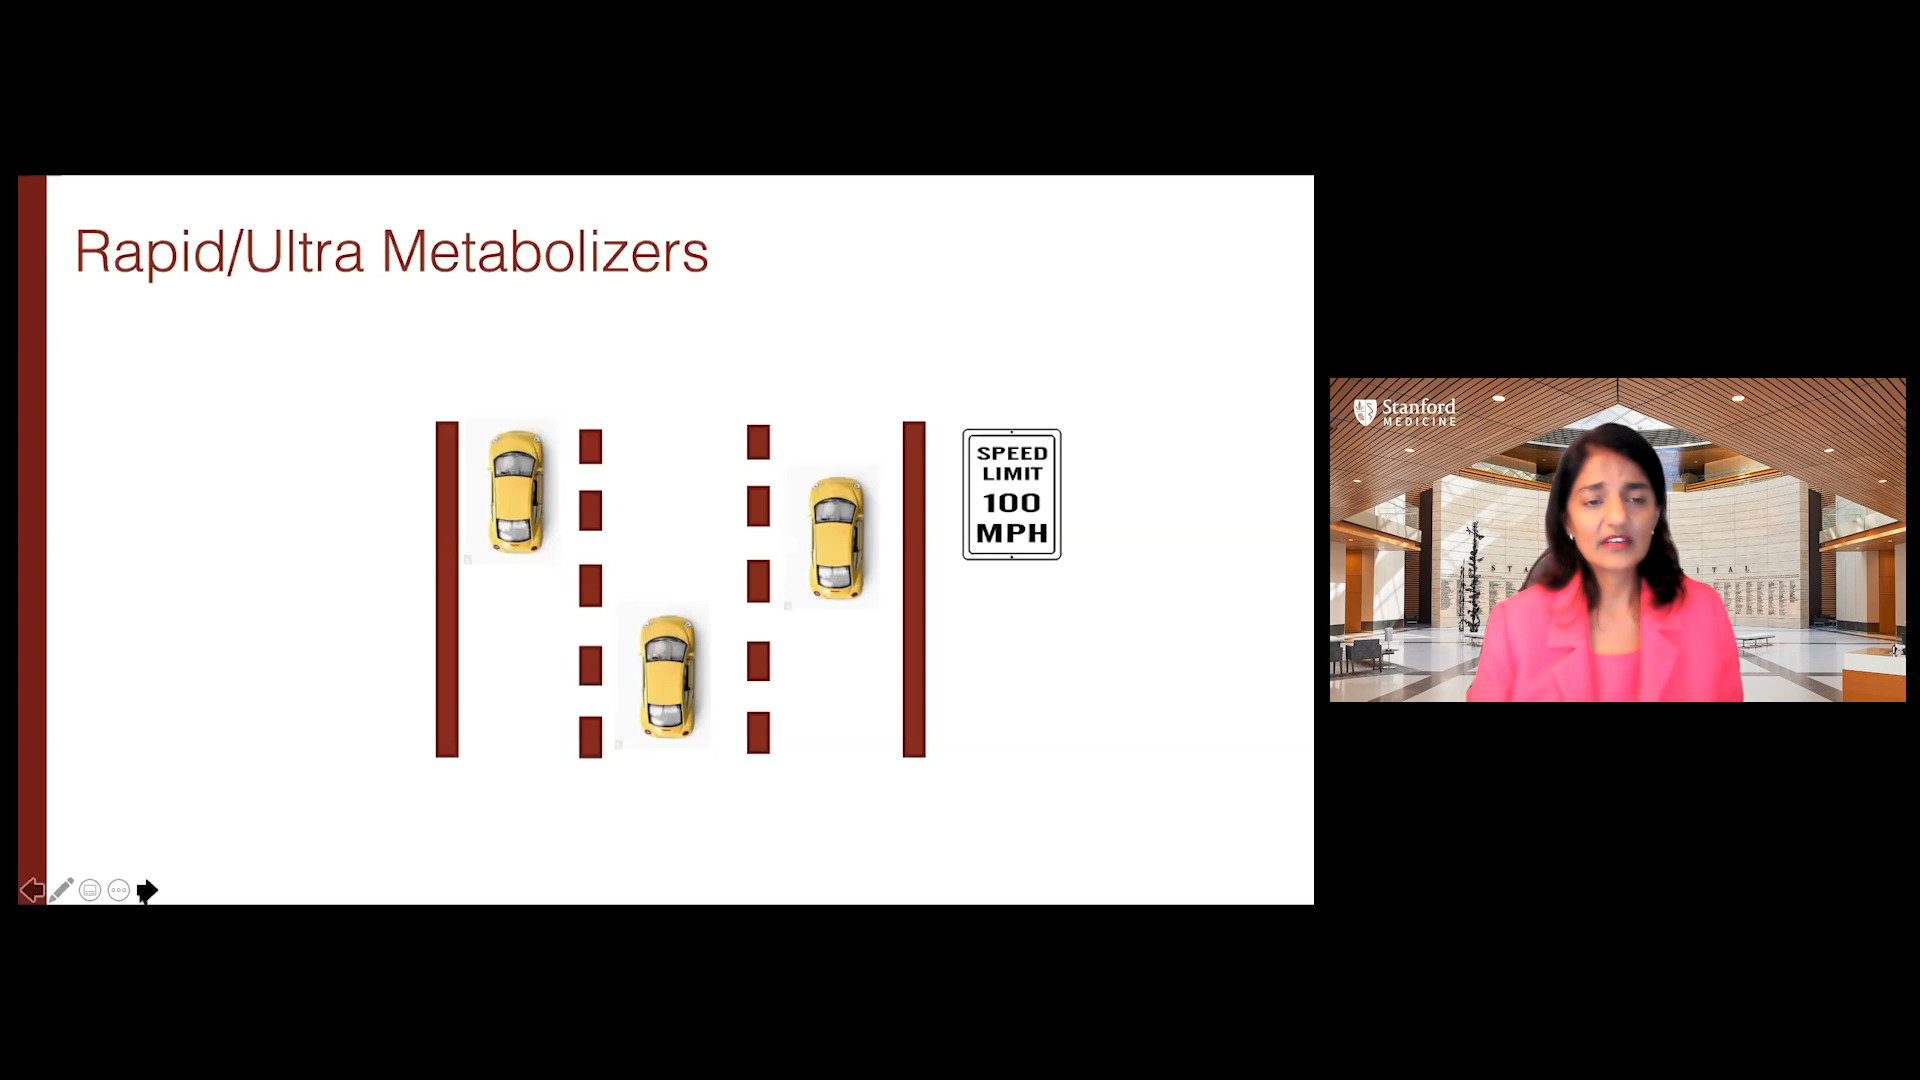 Rapid/Ultra Metabolizers
SPEED
LIMIT
100
MPH
Stanford
MEDICINE